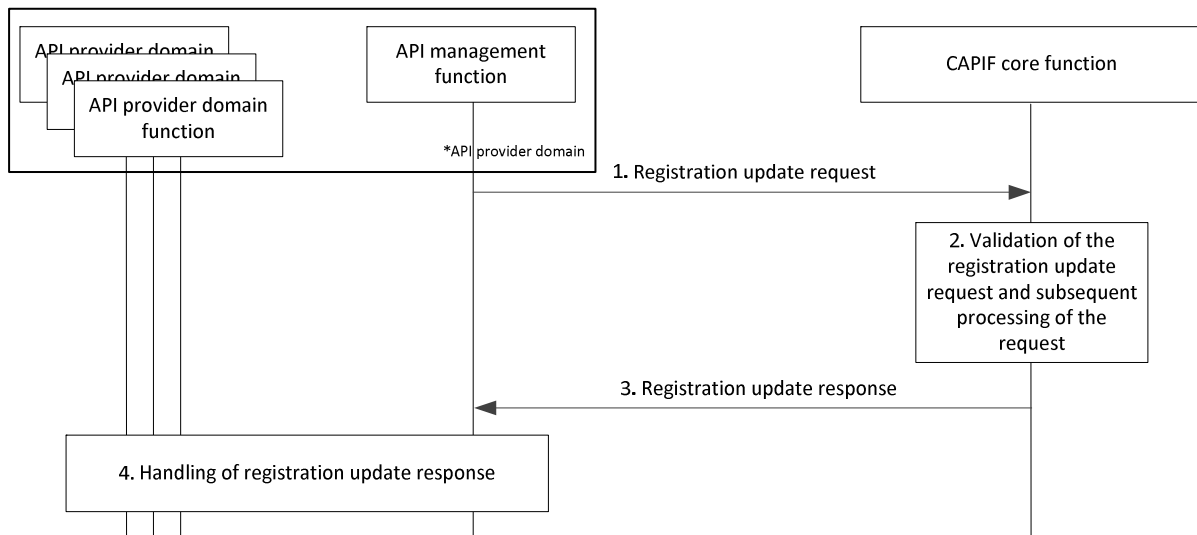 API provider domain
API provider domain
API provider domain
function
API management
function
CAPIF core function
*API provider domain
1. Registration update request
2. Validation of the
registration update
request and subsequent
processing of the
request
3. Registration update response
4. Handling of registration update response